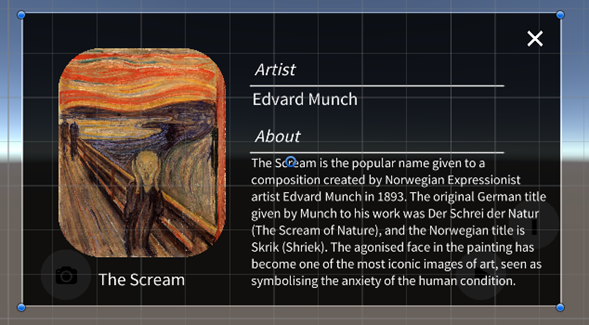 Artist
Edvard Munch
About
The Scream is the popular name given to a
composition created by Norwegian Expressionist
artist Edvard Munch in 1893. The original German title
given by Munch to his work was Der Schrei der Natur
(The Scream of Nature), and the Norwegian title is
Skrik (Shriek). The agonised face in the painting has
become one of the most iconic images of art, seen as
symbolising the anxiety of the human condition.
The Scream